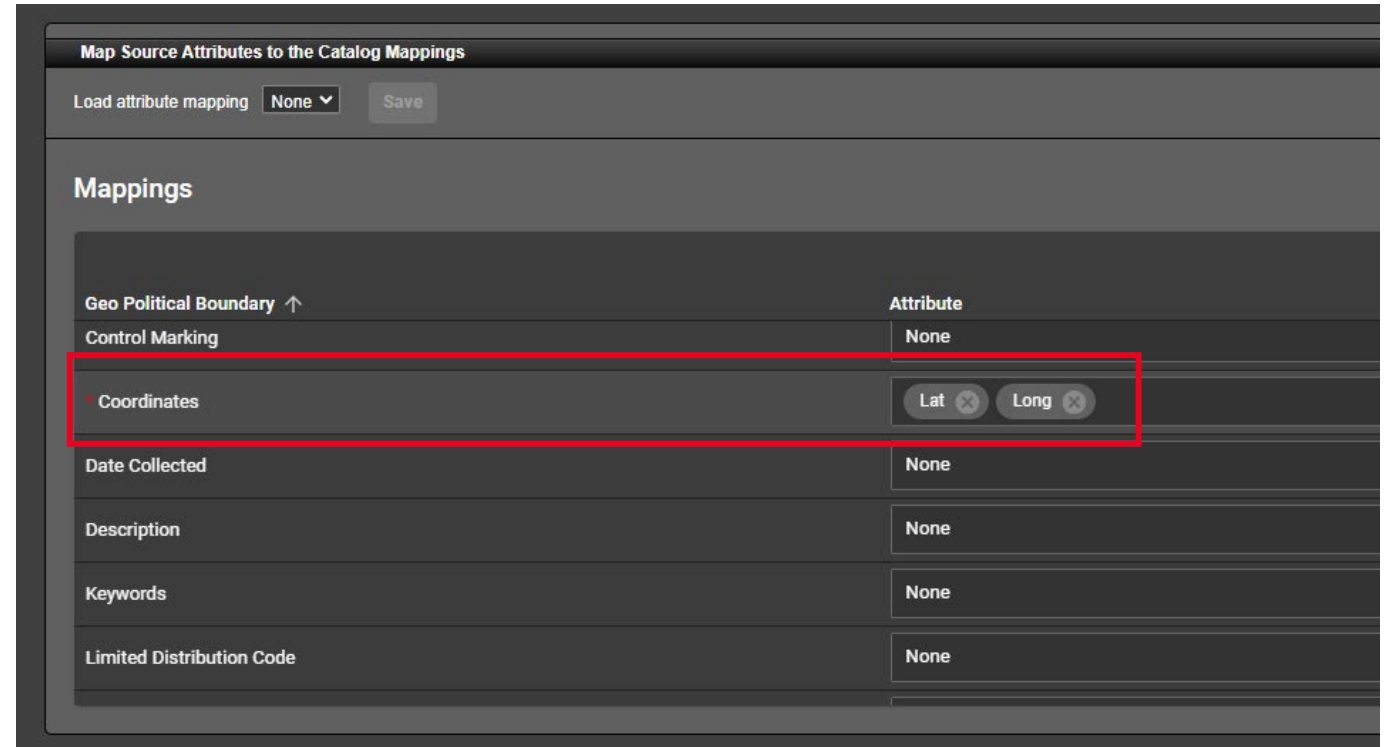 Map Source Attributes to the Catalog Mappings
Load attribute mapping None Save
Mappings
Geo Political Boundary ↑ Attribute
Control Marking None
* Coordinates Lat Long
Date Collected None
Description None
Keywords None
Limited Distribution Code None